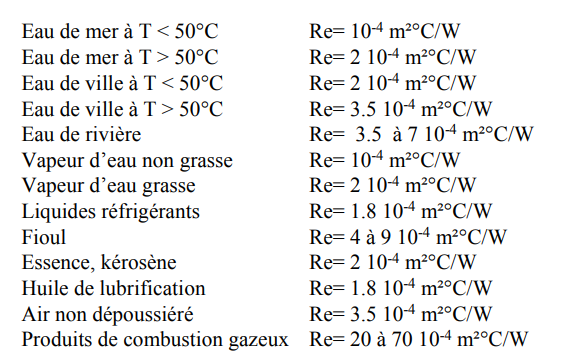 Eau de mer à T < 50°C Re= 10⁻⁴ m²°C/W
Eau de mer à T > 50°C Re= 2 10⁻⁴ m²°C/W
Eau de ville à T < 50°C Re= 2 10⁻⁴ m²°C/W
Eau de ville à T > 50°C Re= 3.5 10⁻⁴ m²°C/W
Eau de rivière Re= 3.5 à 7 10⁻⁴ m²°C/W
Vapeur d’eau non grasse Re= 10⁻⁴ m²°C/W
Vapeur d’eau grasse Re= 2 10⁻⁴ m²°C/W
Liquides réfrigérants Re= 1.8 10⁻⁴ m²°C/W
Fioul Re= 4 à 9 10⁻⁴ m²°C/W
Essence, kérosène Re= 2 10⁻⁴ m²°C/W
Huile de lubrification Re= 1.8 10⁻⁴ m²°C/W
Air non dépoussiéré Re= 3.5 10⁻⁴ m²°C/W
Produits de combustion gazeux Re= 20 à 70 10⁻⁴ m²°C/W